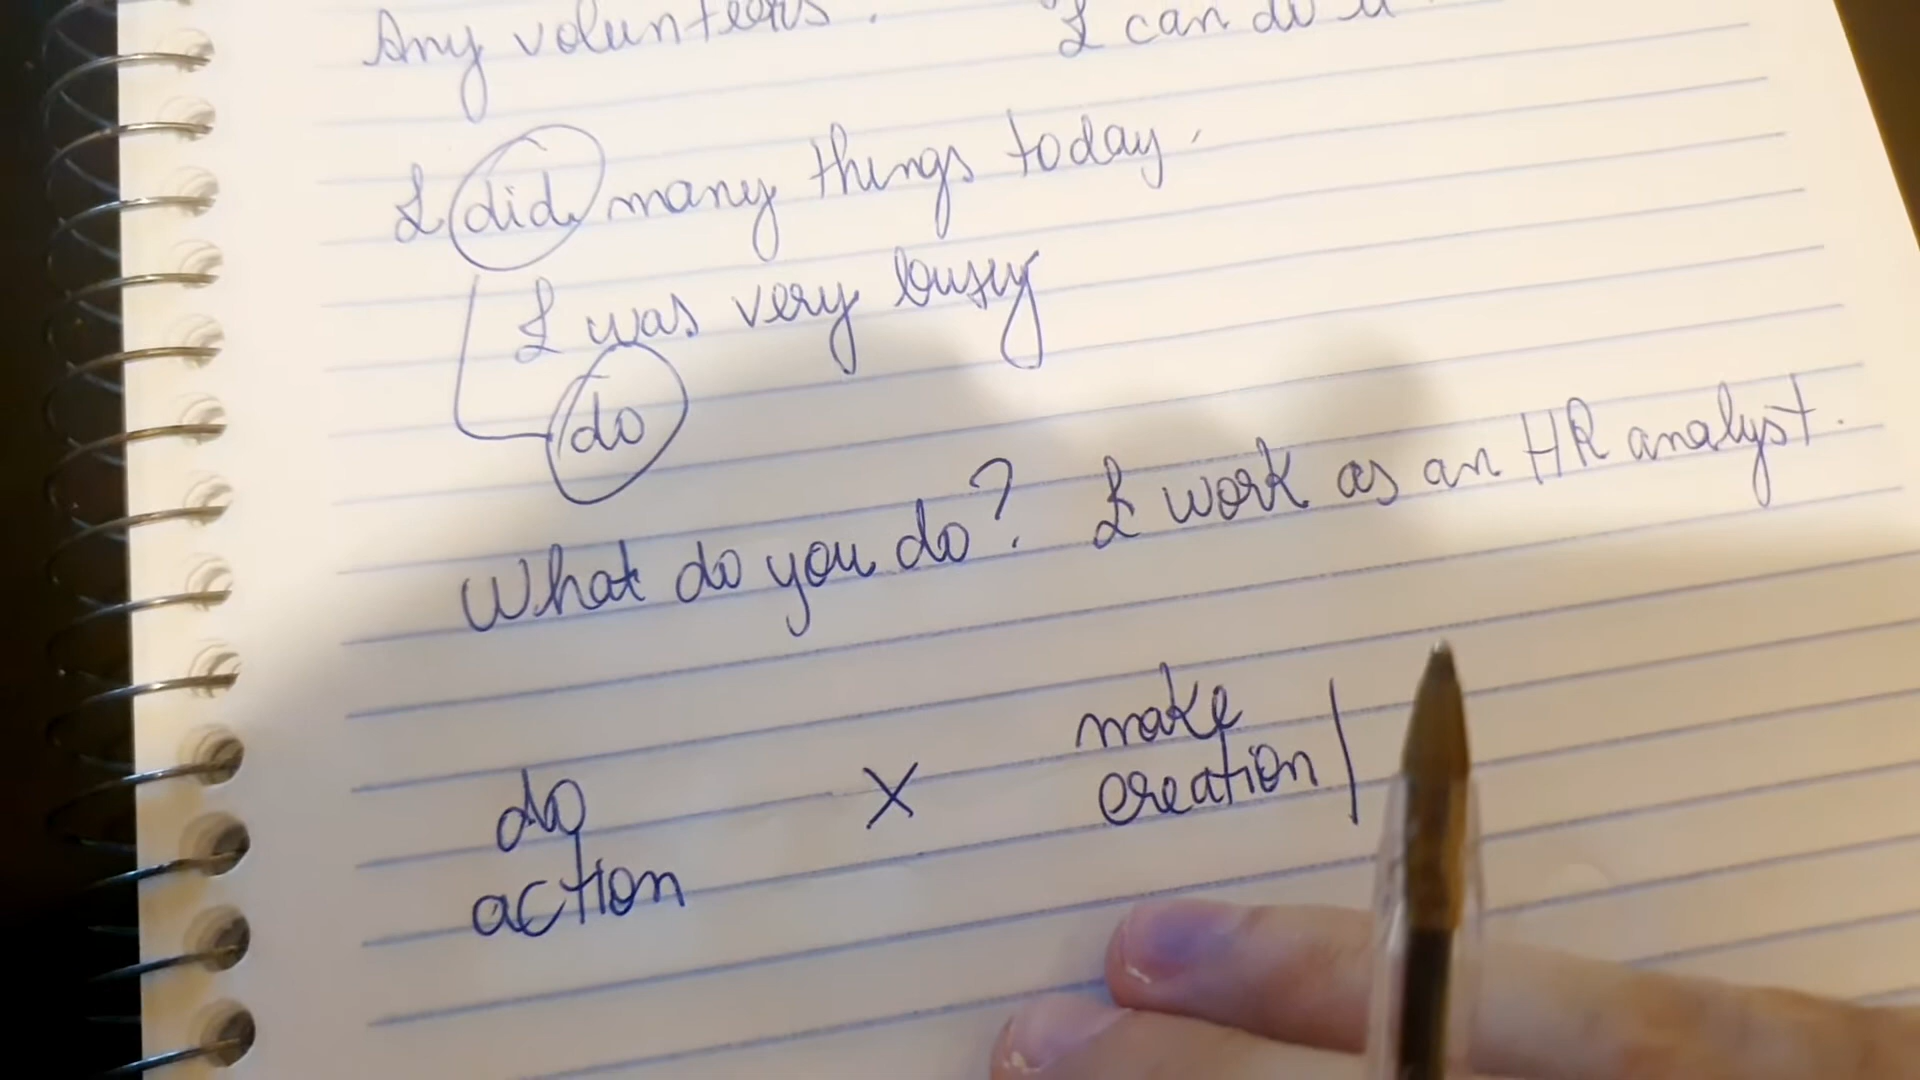 Any volunteers. I can do it
I did many things today.
I was very busy
do
What do you do? I work as an HR analyst.
make
do X creation
action